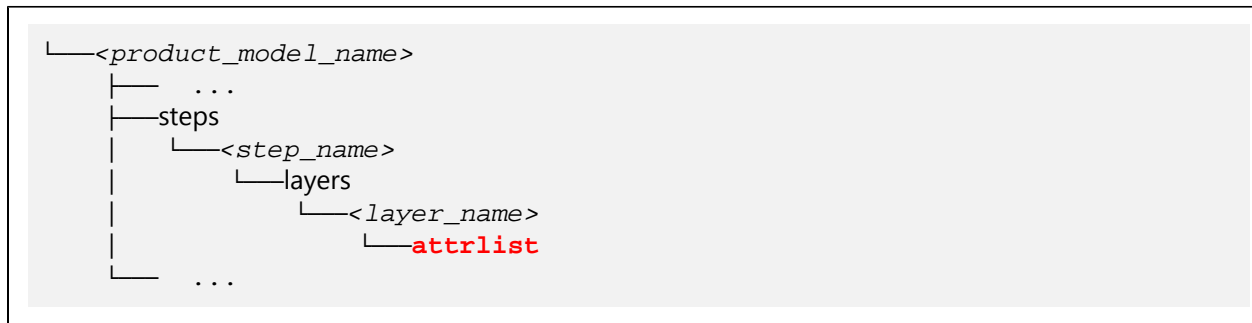 └──<product_model_name>
    ├── ...
    ├──steps
    │   └──<step_name>
    │       └──layers
    │           └──<layer_name>
    │               └──attrlist
    └── ...